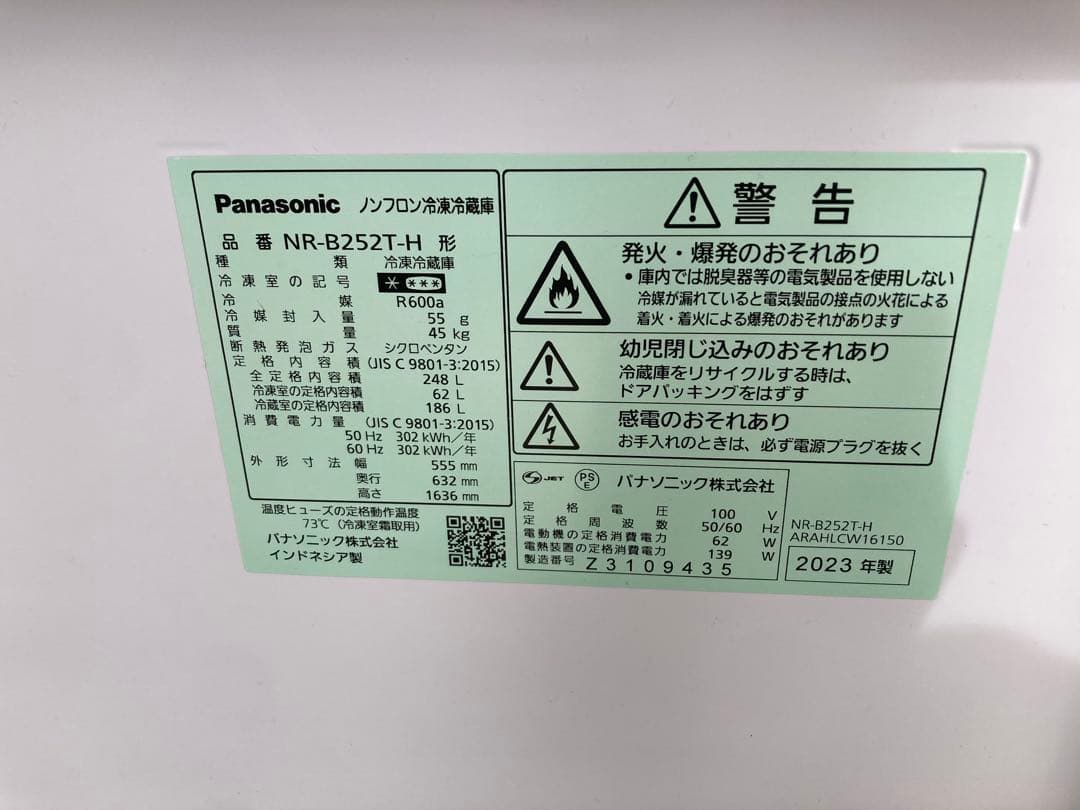 Panasonic ノンフロン冷凍冷蔵庫
品番 NR-B252T-H 形
種類 冷凍冷蔵庫
冷凍室の記号 * ***
冷媒 R600a
冷媒封入量 55 g
質量 45 kg
断熱発泡ガス シクロペンタン
定格内容積 (JIS C 9801-3:2015)
全定格内容積 248 L
冷凍室の定格内容積 62 L
冷蔵室の定格内容積 186 L
消費電力量 (JIS C 9801-3:2015)
50 Hz 302 kWh/年
60 Hz 302 kWh/年
外形寸法 幅 555 mm
奥行 632 mm
高さ 1636 mm
温度ヒューズの定格動作温度
73℃(冷凍室霜取用)
パナソニック株式会社
インドネシア製
⚠警告
発火・爆発のおそれあり
・庫内では脱臭器等の電気製品を使用しない
冷媒が漏れていると電気製品の接点の火花による
着火・着火による爆発のおそれがあります
幼児閉じ込みのおそれあり
冷蔵庫をリサイクルする時は、
ドアパッキングをはずす
感電のおそれあり
お手入れのときは、必ず電源プラグを抜く
JET PSE パナソニック株式会社
定格電圧 100 V
定格周波数 50/60 Hz
電動機の定格消費電力 62 W
電熱装置の定格消費電力 139 W
製造番号 Z3109435
NR-B252T-H
ARAHLCW16150
2023 年製